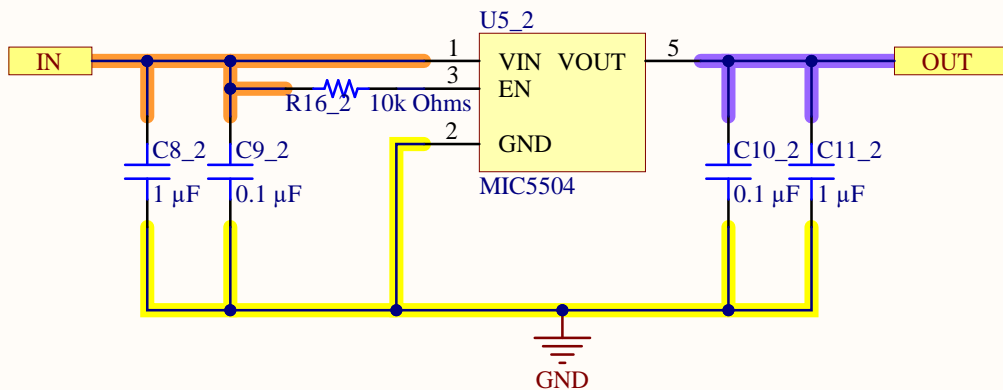 U5_2
IN
1
VIN
VOUT
5
OUT
3
EN
R16_2
10k Ohms
2
GND
C8_2
C9_2
C10_2
C11_2
1 µF
0.1 µF
MIC5504
0.1 µF
1 µF
GND